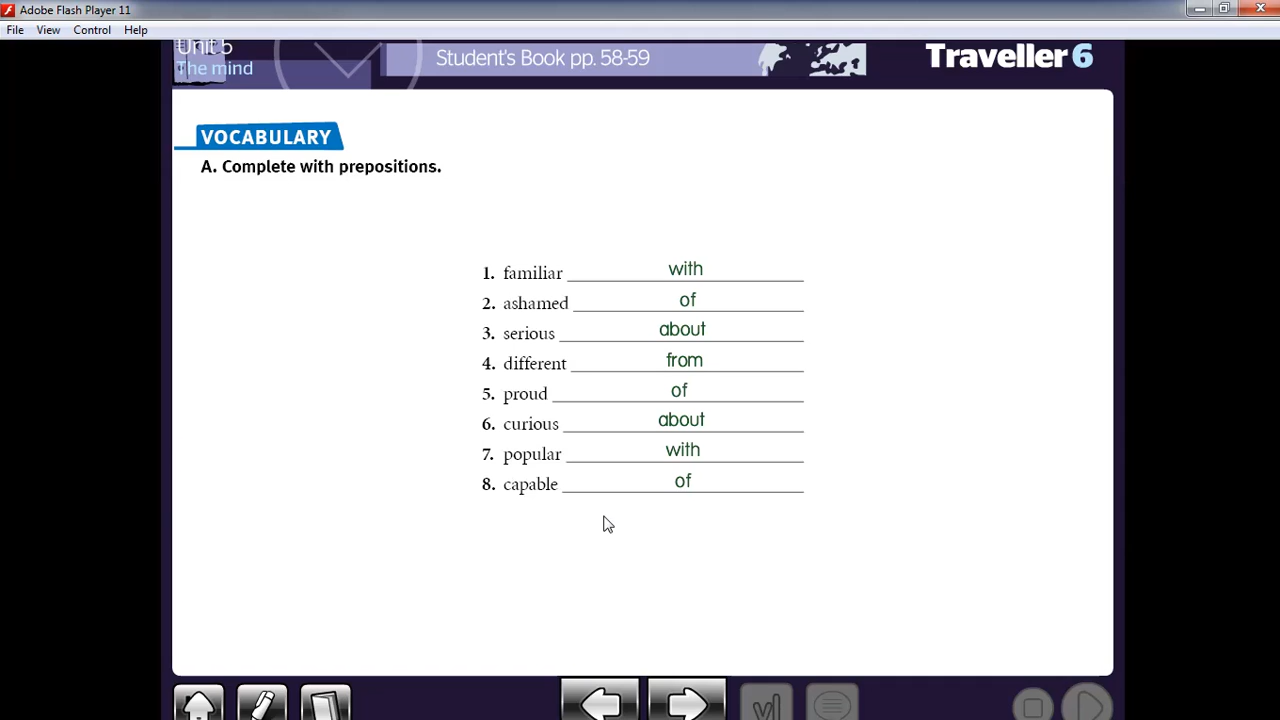 Adobe Flash Player 11
File View Control Help
Unit 5
The mind
Student's Book pp. 58-59
Traveller 6
VOCABULARY
A. Complete with prepositions.
1. familiar with
2. ashamed of
3. serious about
4. different from
5. proud of
6. curious about
7. popular with
8. capable of